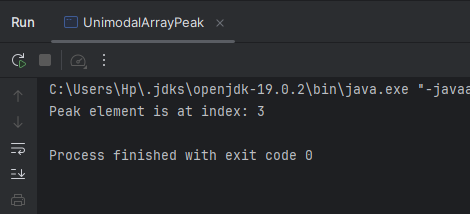 Run UnimodalArrayPeak
C:\Users\Hp\.jdks\openjdk-19.0.2\bin\java.exe "-javaa
Peak element is at index: 3
Process finished with exit code 0